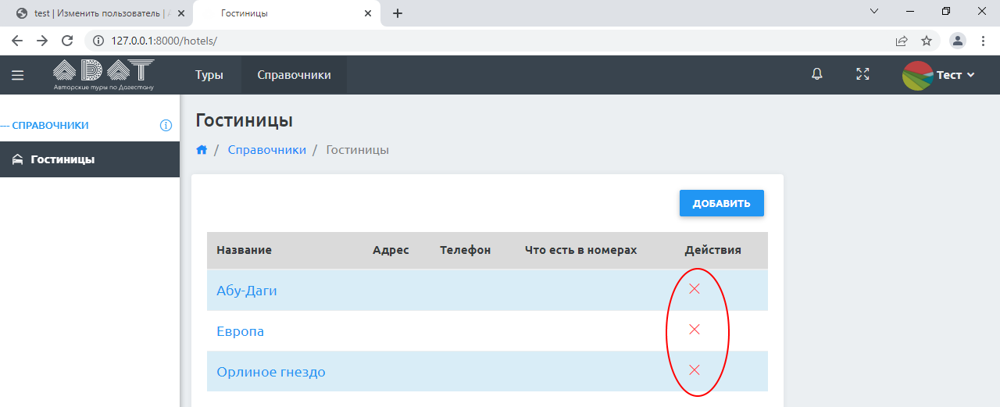 test | Изменить пользователь |
Гостиницы
127.0.0.1:8000/hotels/
АДАТ
Авторские туры по Дагестану
Туры
Справочники
Тест
СПРАВОЧНИКИ
Гостиницы
Гостиницы
/ Справочники / Гостиницы
ДОБАВИТЬ
Название Адрес Телефон Что есть в номерах Действия
Абу-Даги
Европа
Орлиное гнездо